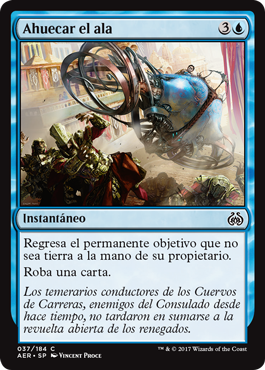 Ahuecar el ala 3
Instantáneo
Regresa el permanente objetivo que no
sea tierra a la mano de su propietario.
Roba una carta.
Los temerarios conductores de los Cuervos
de Carreras, enemigos del Consulado desde
hace tiempo, no tardaron en sumarse a
la revuelta abierta de los renegados.
037/184 C
AER • SP Vincent Proce
™ & © 2017 Wizards of the Coast